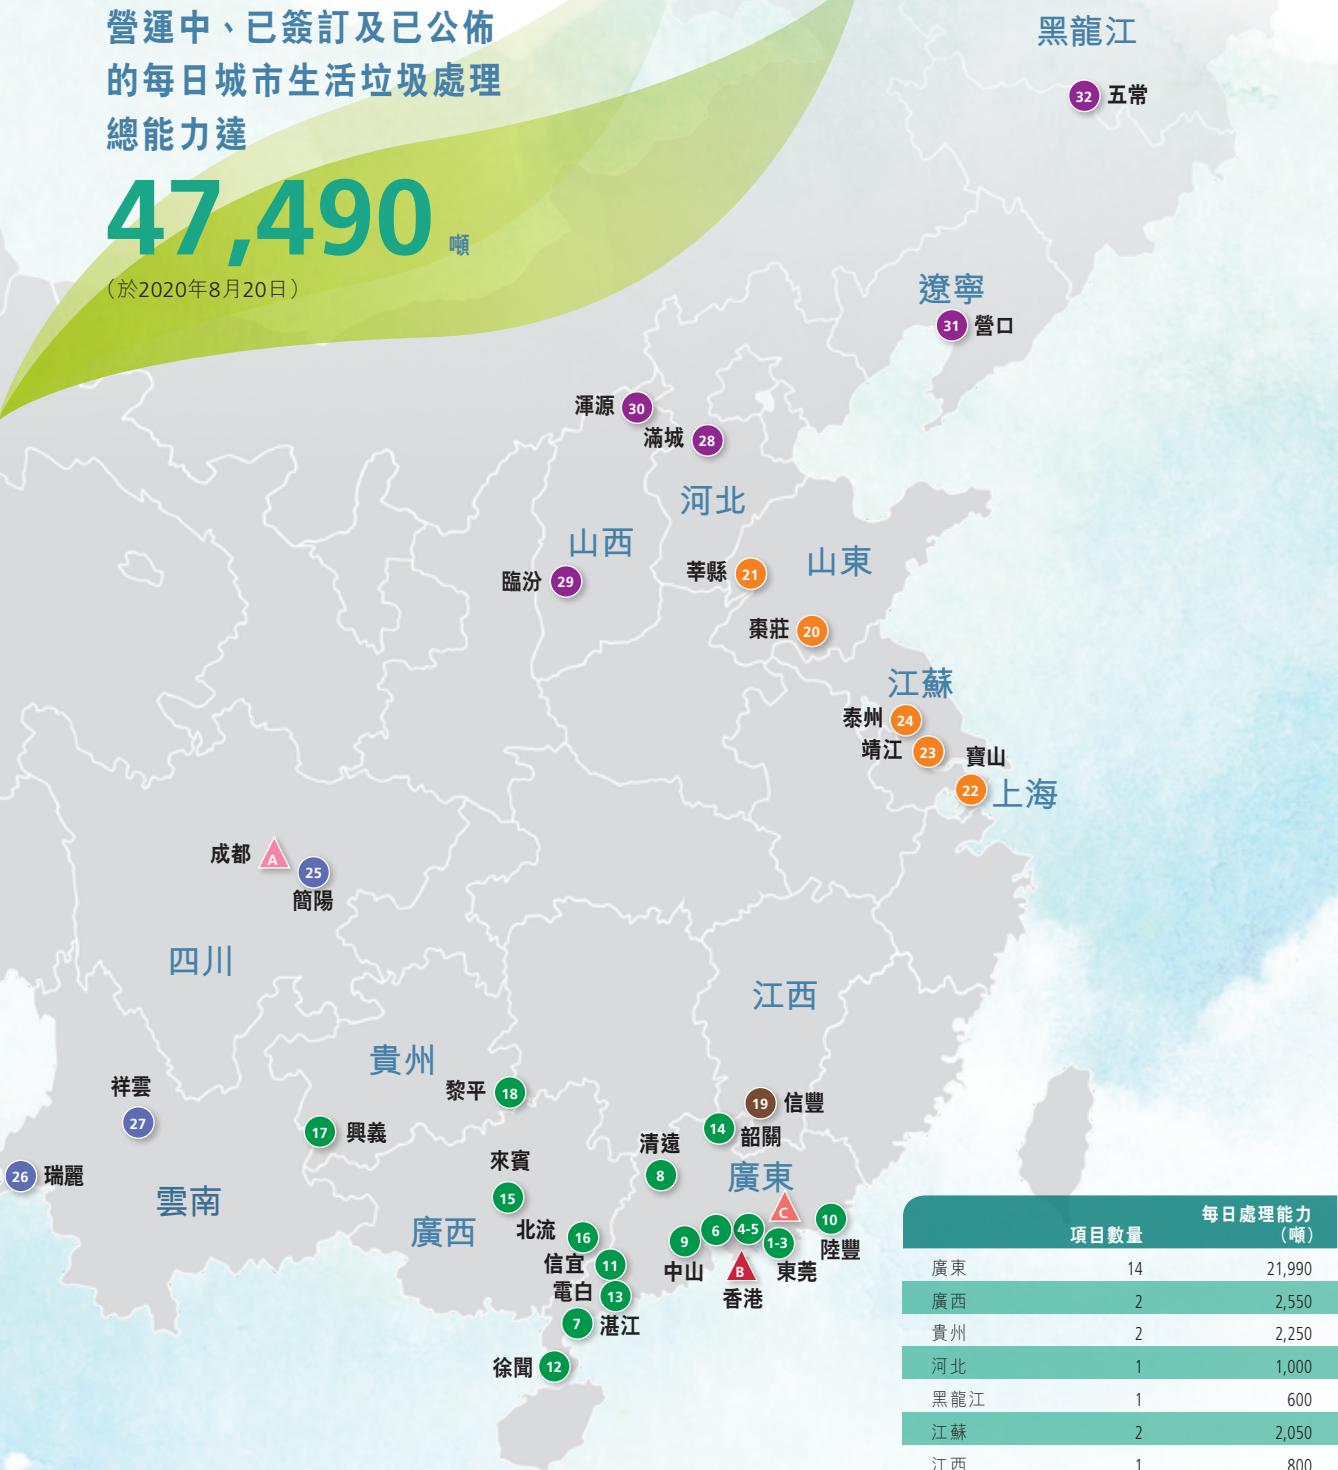 營運中、已簽訂及已公佈
的每日城市生活垃圾處理
總能力達
47,490 噸
（於2020年8月20日）
黑龍江
32 五常
遼寧
31 營口
渾源 30
滿城 28
河北
山西
臨汾 29
莘縣 21
山東
棗莊 20
江蘇
泰州 24
靖江 23
寶山
22 上海
成都 A
25
簡陽
四川
江西
貴州
祥雲
27
黎平 18
17 興義
19 信豐
14 韶關
清遠
8
來賓
15
26 瑞麗
雲南
廣西
廣東
C
北流 16
9 6 4-5 1-3 10
陸豐
信宜 11
中山 B 東莞
香港
電白 13
7 湛江
徐聞 12
項目數量 每日處理能力（噸）
廣東 14 21,990
廣西 2 2,550
貴州 2 2,250
河北 1 1,000
黑龍江 1 600
江蘇 2 2,050
江西 1 800